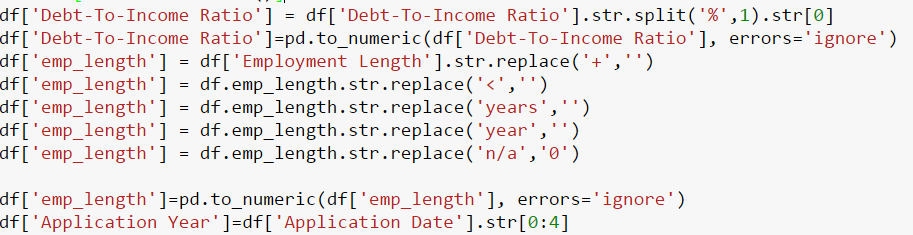 df['Debt-To-Income Ratio'] = df['Debt-To-Income Ratio'].str.split('%',1).str[0]
df['Debt-To-Income Ratio']=pd.to_numeric(df['Debt-To-Income Ratio'], errors='ignore')
df['emp_length'] = df['Employment Length'].str.replace('+','')
df['emp_length'] = df.emp_length.str.replace('<','')
df['emp_length'] = df.emp_length.str.replace('years','')
df['emp_length'] = df.emp_length.str.replace('year','')
df['emp_length'] = df.emp_length.str.replace('n/a','0')
df['emp_length']=pd.to_numeric(df['emp_length'], errors='ignore')
df['Application Year']=df['Application Date'].str[0:4]